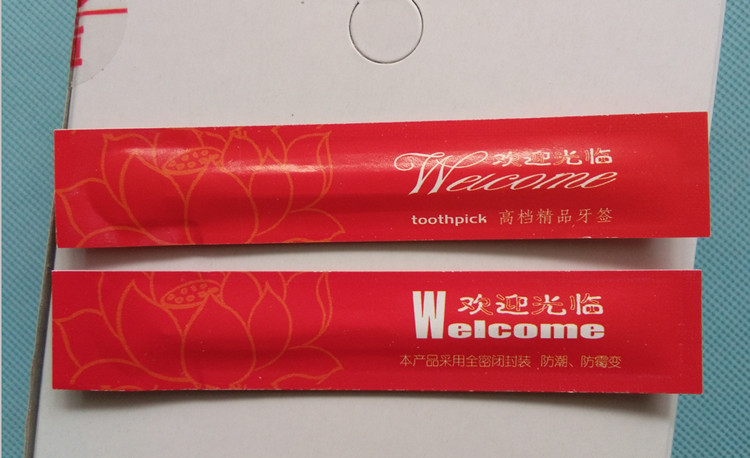 欢迎光临
Welcome
toothpick 高档精品牙签
欢迎光临
Welcome
本产品采用全密闭封装 防潮、防霉变